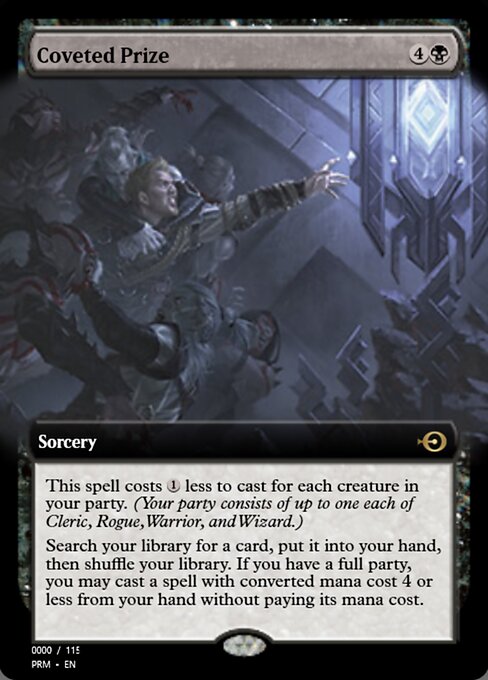 Coveted Prize 4
Sorcery
This spell costs 1 less to cast for each creature in
your party. (Your party consists of up to one each of
Cleric, Rogue, Warrior, and Wizard.)
Search your library for a card, put it into your hand,
then shuffle your library. If you have a full party,
you may cast a spell with converted mana cost 4 or
less from your hand without paying its mana cost.
0000 / 115
PRM • EN